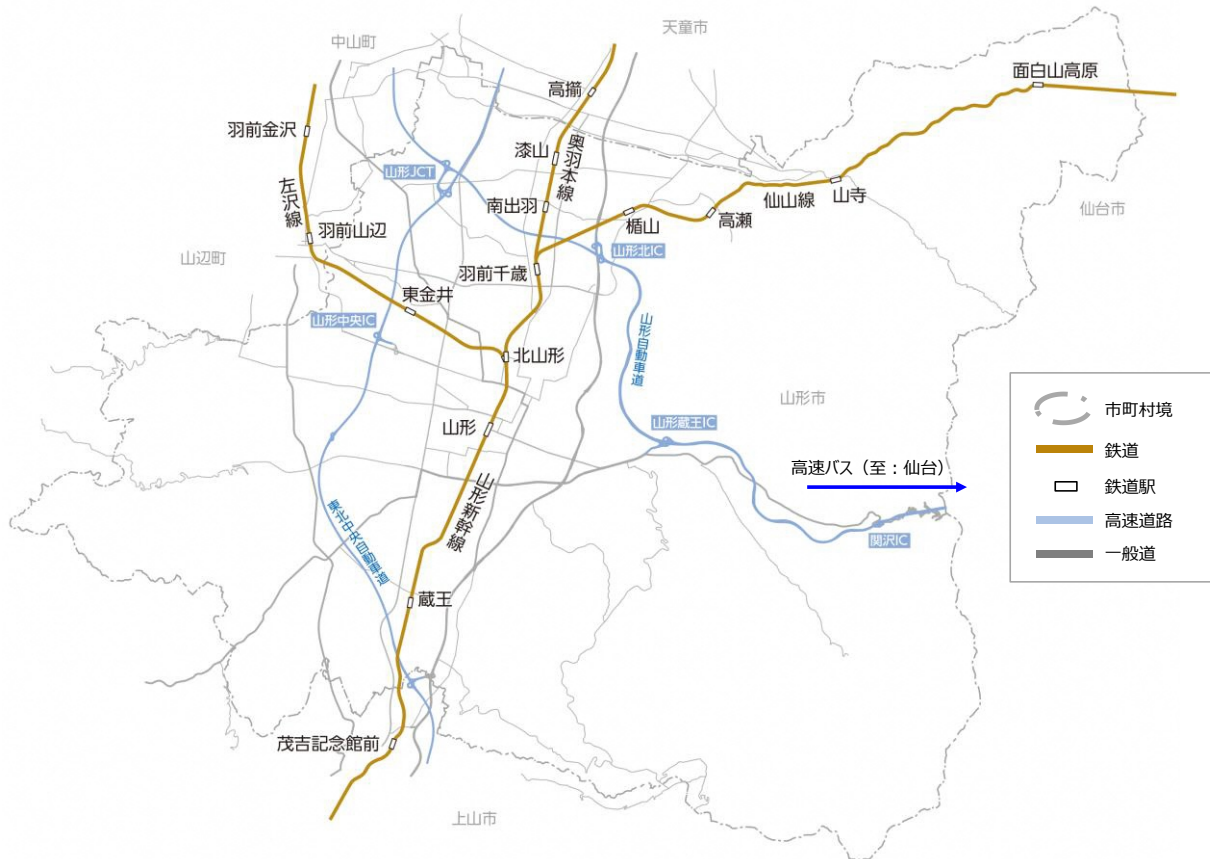 天童市
中山町
面白山高原
高擶
羽前金沢
漆山
奥羽本線
山形JCT
左沢線
南出羽
仙山線
山寺
楯山
高瀬
仙台市
羽前山辺
山辺町
山形北IC
羽前千歳
東金井
山形中央IC
山形自動車道
北山形
山形市
市町村境
山形
山形蔵王IC
鉄道
高速バス（至：仙台）
鉄道駅
山形新幹線
高速道路
東北中央自動車道
関沢IC
一般道
蔵王
茂吉記念館前
上山市